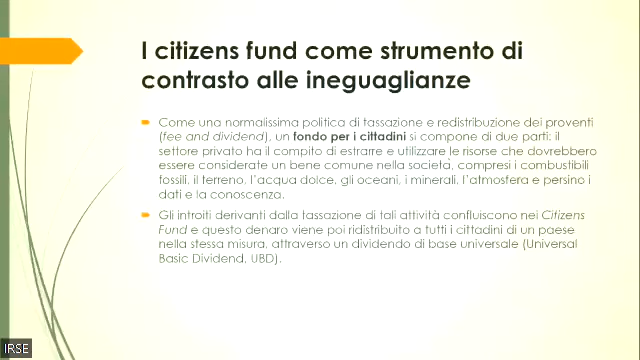 I citizens fund come strumento di
contrasto alle ineguaglianze
Come una normalissima politica di tassazione e redistribuzione dei proventi
(fee and dividend), un fondo per i cittadini si compone di due parti: il
settore privato ha il compito di estrarre e utilizzare le risorse che dovrebbero
essere considerate un bene comune nella società, compresi i combustibili
fossili, il terreno, l'acqua dolce, gli oceani, i minerali, l'atmosfera e persino i
dati e la conoscenza.
Gli introiti derivanti dalla tassazione di tali attività confluiscono nei Citizens
Fund e questo denaro viene poi ridistribuito a tutti i cittadini di un paese
nella stessa misura, attraverso un dividendo di base universale (Universal
Basic Dividend, UBD).
IRSE